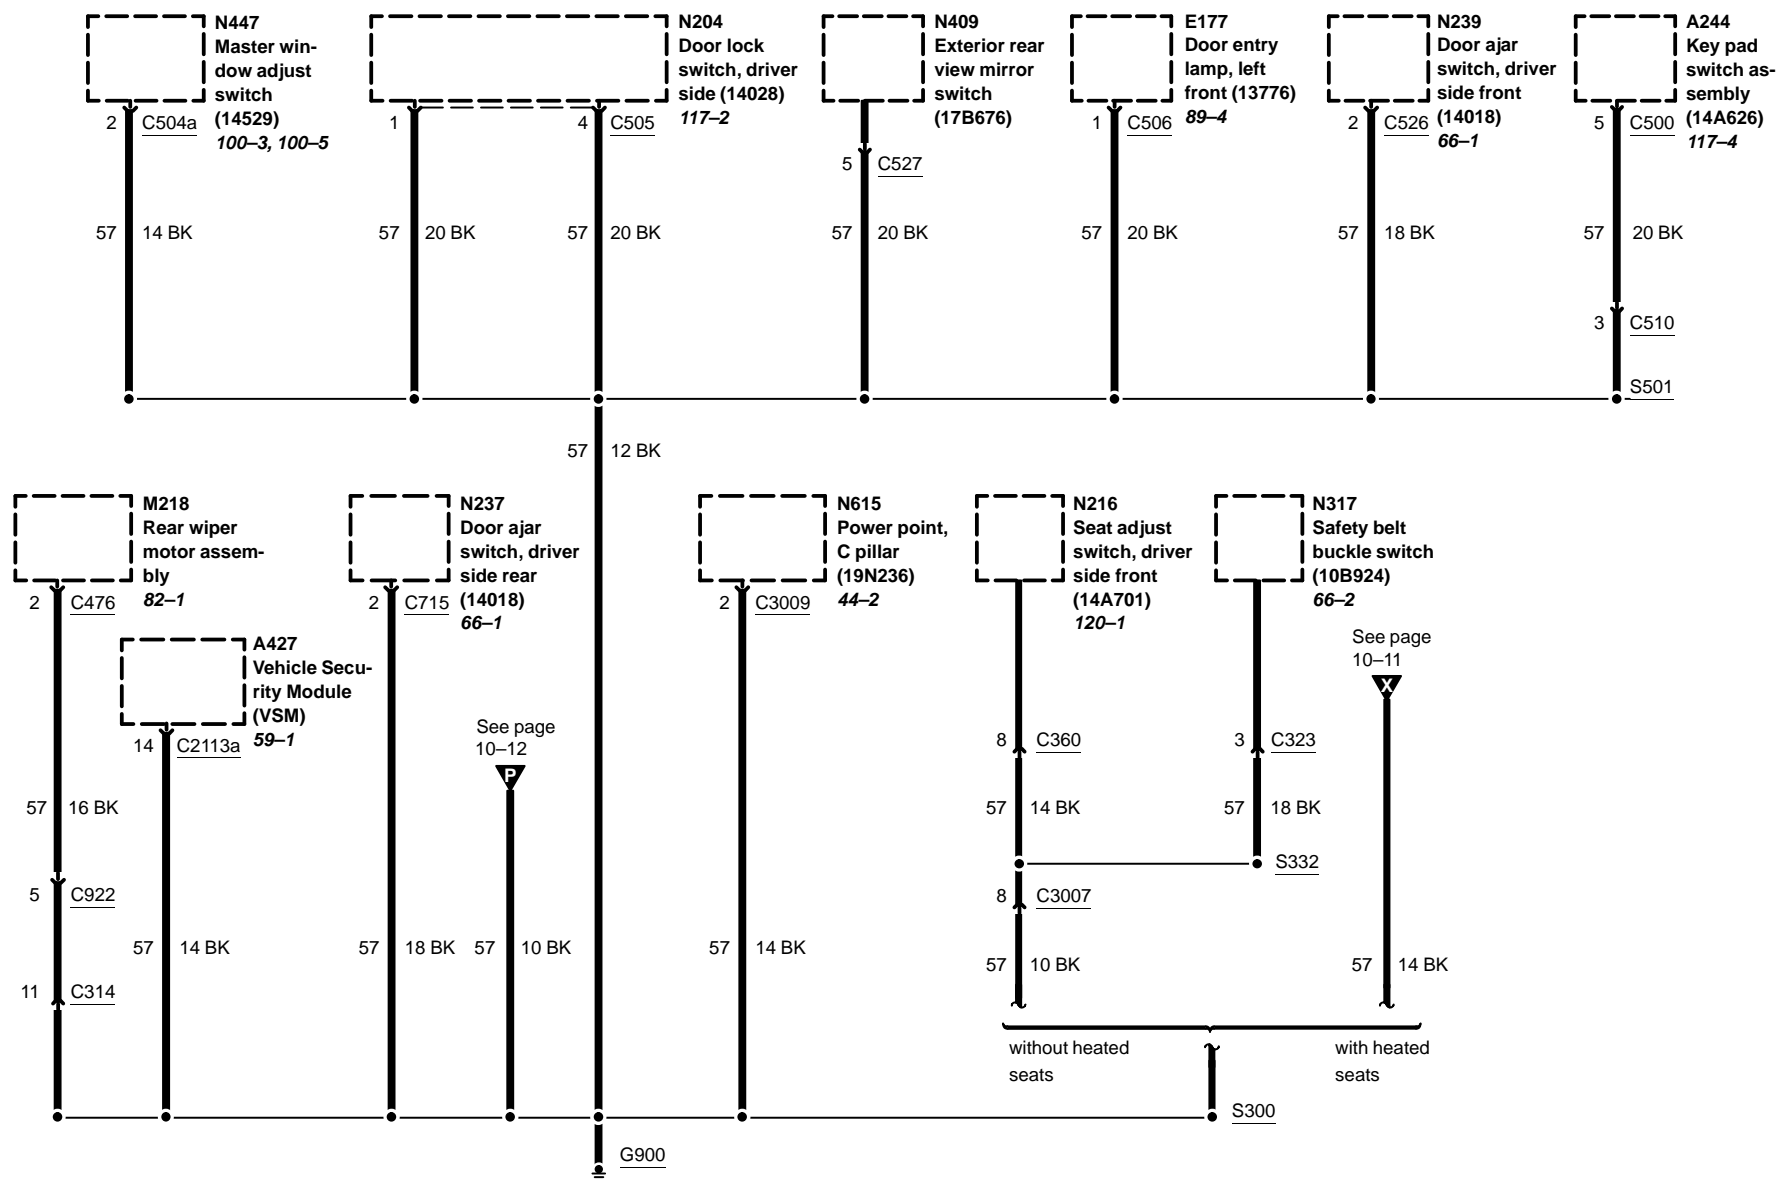 N447
Master win-
dow adjust
switch
(14529)
100–3, 100–5
2 C504a
57 14 BK
N204
Door lock
switch, driver
side (14028)
117–2
1
4 C505
57 20 BK
57 20 BK
N409
Exterior rear
view mirror
switch
(17B676)
5 C527
57 20 BK
E177
Door entry
lamp, left
front (13776)
89–4
1 C506
57 20 BK
N239
Door ajar
switch, driver
side front
(14018)
66–1
2 C526
57 18 BK
A244
Key pad
switch as-
sembly
(14A626)
117–4
5 C500
57 20 BK
3 C510
S501
57 12 BK
M218
Rear wiper
motor assem-
bly
82–1
2 C476
57 16 BK
5 C922
11 C314
A427
Vehicle Secu-
rity Module
(VSM)
59–1
14 C2113a
57 14 BK
N237
Door ajar
switch, driver
side rear
(14018)
66–1
2 C715
57 18 BK
See page
10–12
P
57 10 BK
N615
Power point,
C pillar
(19N236)
44–2
2 C3009
57 14 BK
N216
Seat adjust
switch, driver
side front
(14A701)
120–1
8 C360
57 14 BK
8 C3007
57 10 BK
N317
Safety belt
buckle switch
(10B924)
66–2
3 C323
57 18 BK
S332
See page
10–11
X
57 14 BK
without heated
seats
with heated
seats
S300
G900